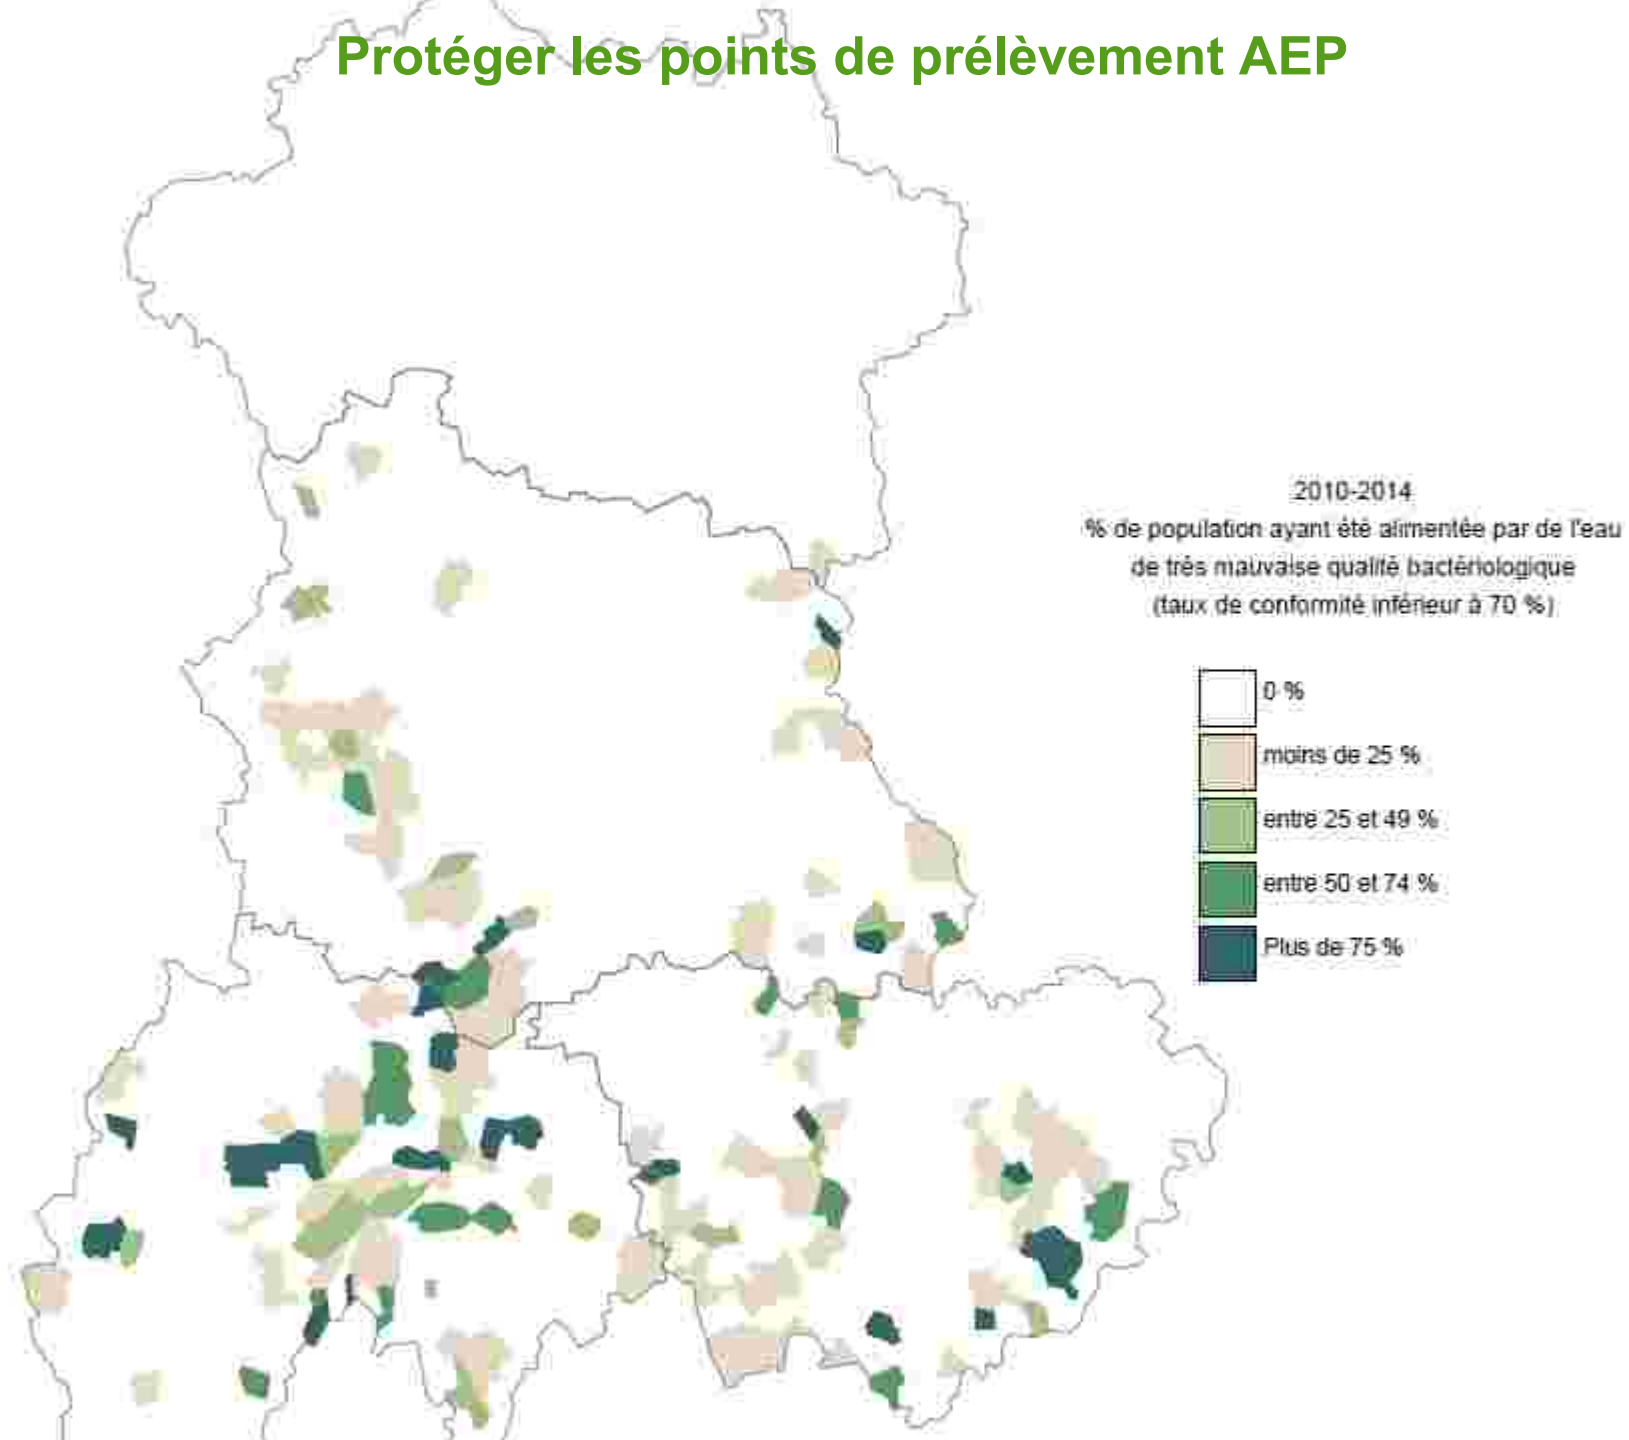 Protéger les points de prélèvement AEP
2010-2014
% de population ayant été alimentée par de l'eau
de très mauvaise qualité bactériologique
(taux de conformité inférieur à 70 %)
0 %
moins de 25 %
entre 25 et 49 %
entre 50 et 74 %
Plus de 75 %